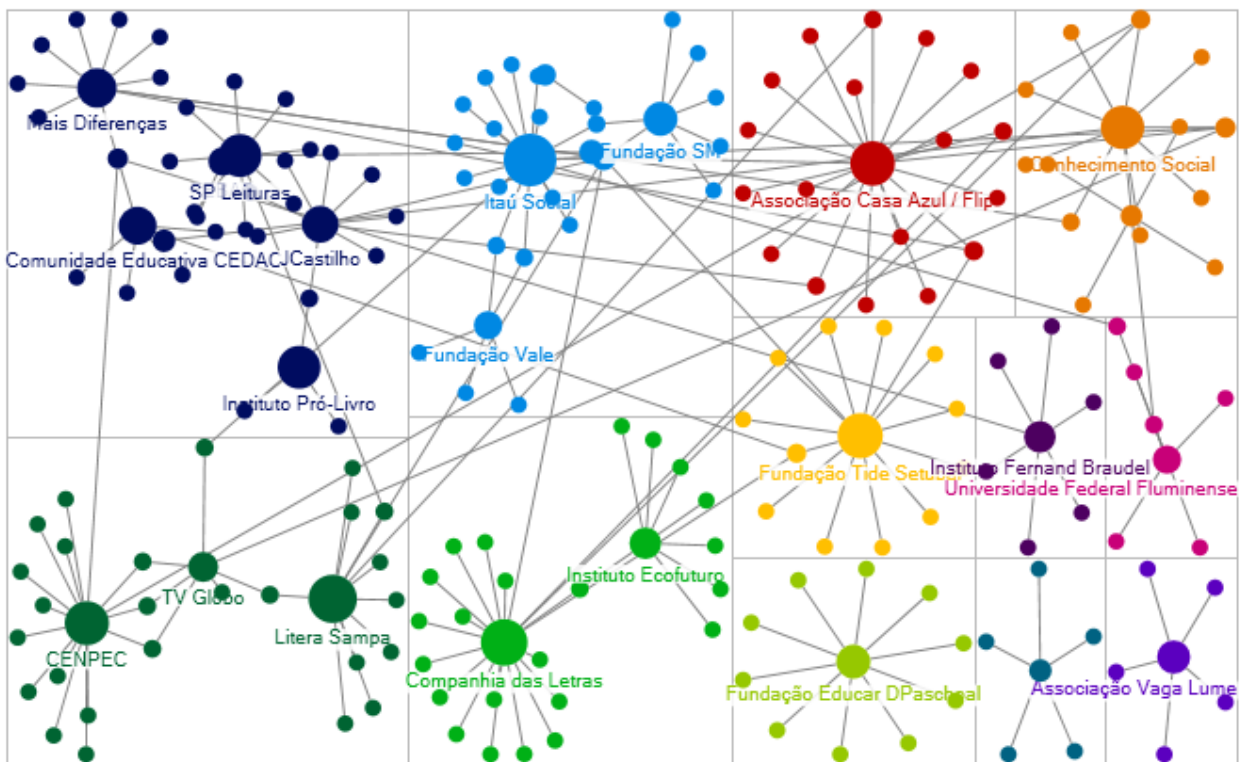 Mais Diferenças
SP Leituras
Comunidade Educativa CEDAC
JCastilho
Instituto Pró-Livro
Itaú Social
Fundação SM
Fundação Vale
Associação Casa Azul / Flip
Conhecimento Social
TV Globo
CENPEC
Litera Sampa
Instituto Ecofuturo
Companhia das Letras
Fundação Tide Setubal
Instituto Fernand Braudel
Universidade Federal Fluminense
Fundação Educar DPaschoal
Associação Vaga Lume